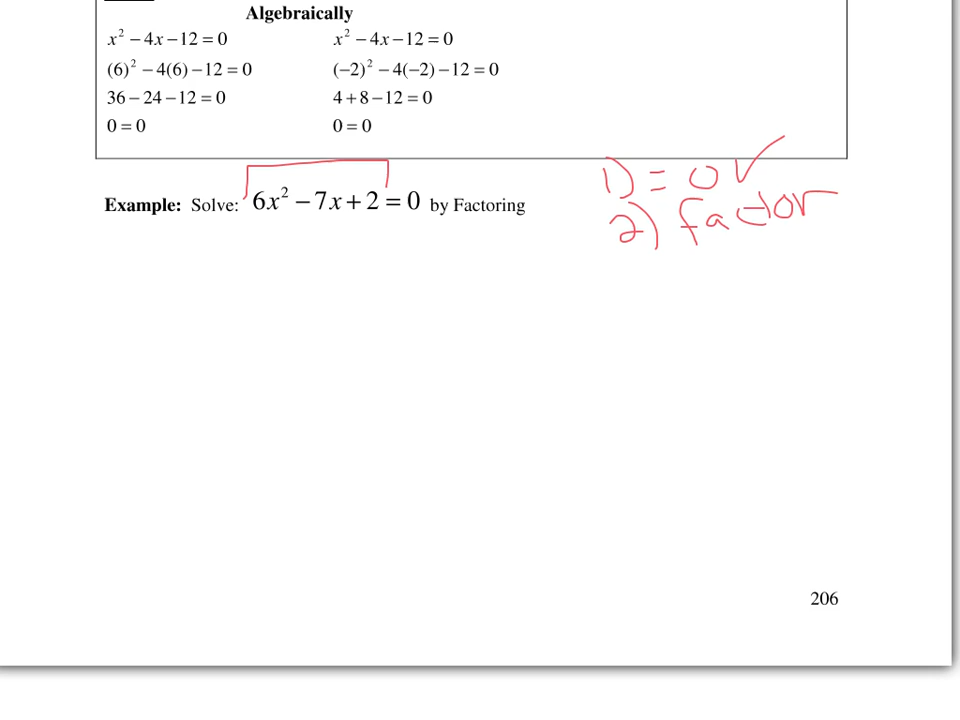 Algebraically
x² − 4x − 12 = 0 x² − 4x − 12 = 0
(6)² − 4(6) − 12 = 0 (−2)² − 4(−2) − 12 = 0
36 − 24 − 12 = 0 4 + 8 − 12 = 0
0 = 0 0 = 0
1) = 0 ✓
Example: Solve: 6x² − 7x + 2 = 0 by Factoring
2) factor
206